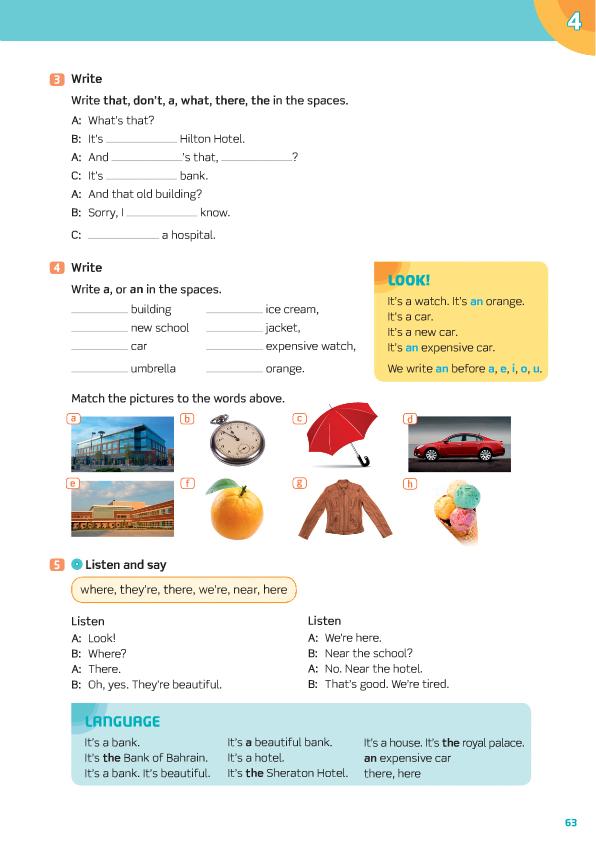 4
3 Write
Write that, don't, a, what, there, the in the spaces.
A: What's that?
B: It's ____________ Hilton Hotel.
A: And ____________'s that, ____________?
C: It's ____________ bank.
A: And that old building?
B: Sorry, I ____________ know.
C: ____________ a hospital.
4 Write
Write a, or an in the spaces.
__________ building
__________ new school
__________ car
__________ umbrella
__________ ice cream,
__________ jacket,
__________ expensive watch,
__________ orange.
LOOK!
It's a watch. It's an orange.
It's a car.
It's a new car.
It's an expensive car.
We write an before a, e, i, o, u.
Match the pictures to the words above.
a
b
c
d
e
f
g
h
5 Listen and say
where, they're, there, we're, near, here
Listen
A: Look!
B: Where?
A: There.
B: Oh, yes. They're beautiful.
Listen
A: We're here.
B: Near the school?
A: No. Near the hotel.
B: That's good. We're tired.
LANGUAGE
It's a bank.
It's the Bank of Bahrain.
It's a bank. It's beautiful.
It's a beautiful bank.
It's a hotel.
It's the Sheraton Hotel.
It's a house. It's the royal palace.
an expensive car
there, here
63